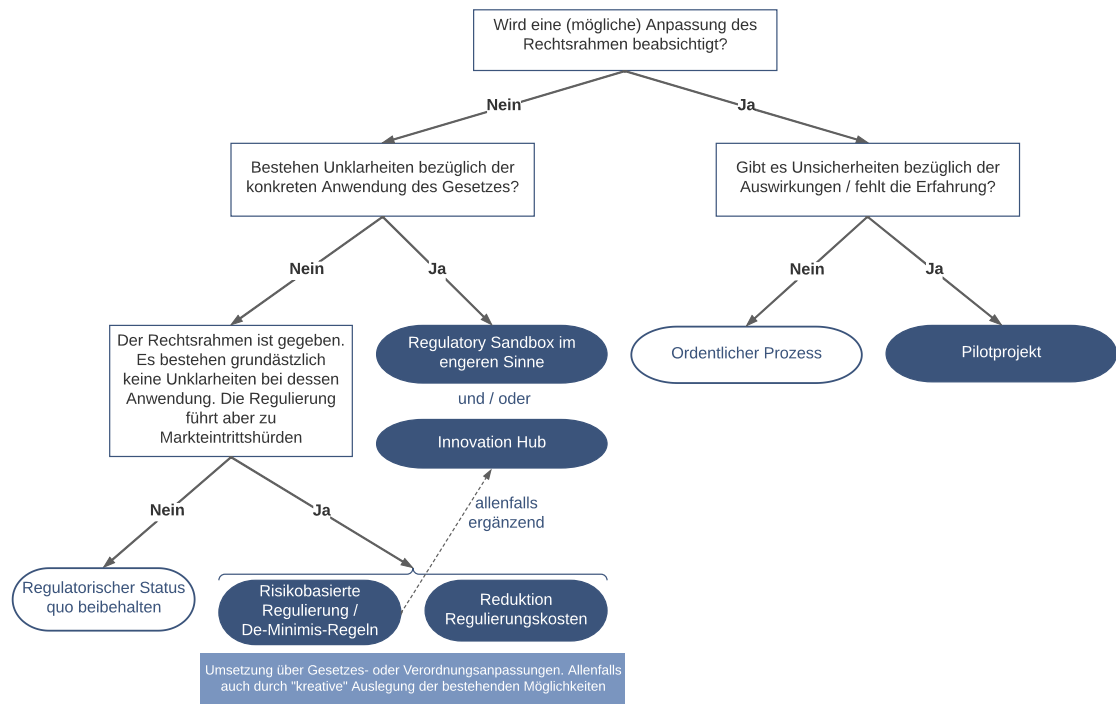 Wird eine (mögliche) Anpassung des
Rechtsrahmen beabsichtigt?
Nein
Ja
Bestehen Unklarheiten bezüglich der
konkreten Anwendung des Gesetzes?
Gibt es Unsicherheiten bezüglich der
Auswirkungen / fehlt die Erfahrung?
Nein
Ja
Nein
Ja
Der Rechtsrahmen ist gegeben.
Es bestehen grundästzlich
keine Unklarheiten bei dessen
Anwendung. Die Regulierung
führt aber zu
Markteintrittshürden
Regulatory Sandbox im
engeren Sinne
und / oder
Innovation Hub
Ordentlicher Prozess
Pilotprojekt
Nein
Ja
allenfalls
ergänzend
Regulatorischer Status
quo beibehalten
Risikobasierte
Regulierung /
De-Minimis-Regeln
Reduktion
Regulierungskosten
Umsetzung über Gesetzes- oder Verordnungsanpassungen. Allenfalls
auch durch "kreative" Auslegung der bestehenden Möglichkeiten